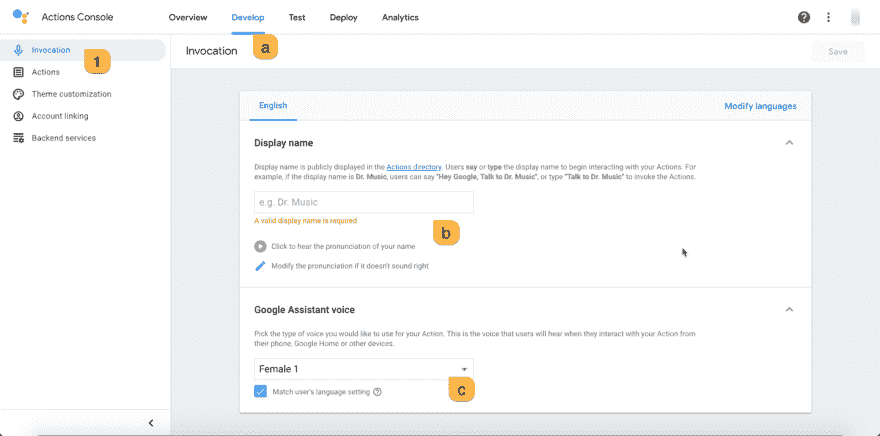 Actions Console
Overview Develop Test Deploy Analytics
a
Invocation
1
Actions
Theme customization
Account linking
Backend services
Invocation
Save
English
Modify languages
Display name
Display name is publicly displayed in the Actions directory. Users say or type the display name to begin interacting with your Actions. For
example, if the display name is Dr. Music, users can say "Hey Google, Talk to Dr. Music", or type "Talk to Dr. Music" to invoke the Actions.
e.g. Dr. Music
A valid display name is required
b
Click to hear the pronunciation of your name
Modify the pronunciation if it doesn't sound right
Google Assistant voice
Pick the type of voice you would like to use for your Action. This is the voice that users will hear when they interact with your Action from
their phone, Google Home or other devices.
Female 1
c
Match user's language setting